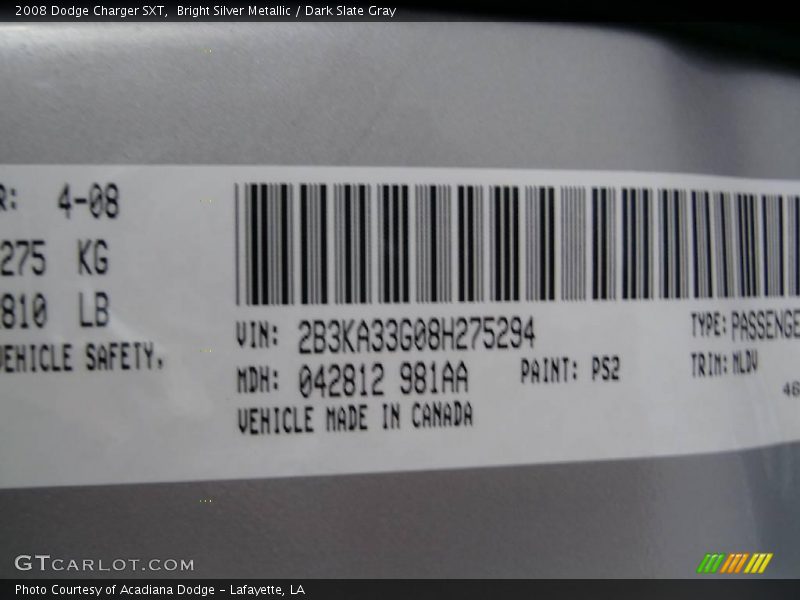 2008 Dodge Charger SXT,  Bright Silver Metallic / Dark Slate Gray
R: 4-08
275 KG
810 LB
VEHICLE SAFETY,
VIN: 2B3KA33G08H275294
MDH: 042812 981AA
PAINT: PS2
VEHICLE MADE IN CANADA
TYPE: PASSENGE
TRIM: MLDV
46
GTCARLOT.COM
Photo Courtesy of Acadiana Dodge – Lafayette, LA